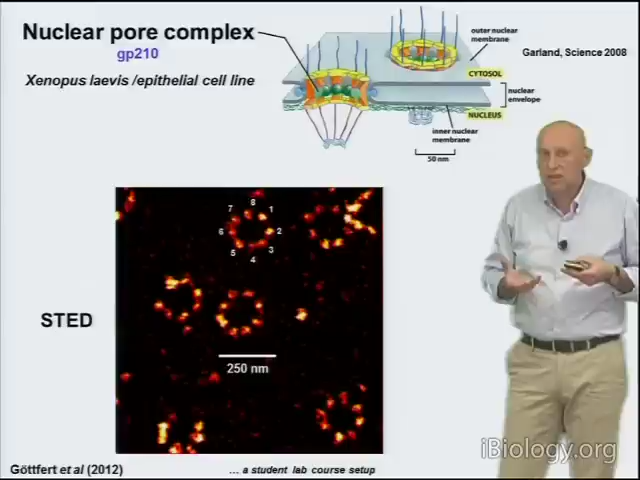 Nuclear pore complex
gp210
Xenopus laevis /epithelial cell line
outer nuclear
membrane
Garland, Science 2008
CYTOSOL
nuclear
envelope
NUCLEUS
inner nuclear
membrane
50 nm
8
7
1
6
2
5
3
4
STED
250 nm
Göttfert et al (2012)
... a student lab course setup
iBiology.org